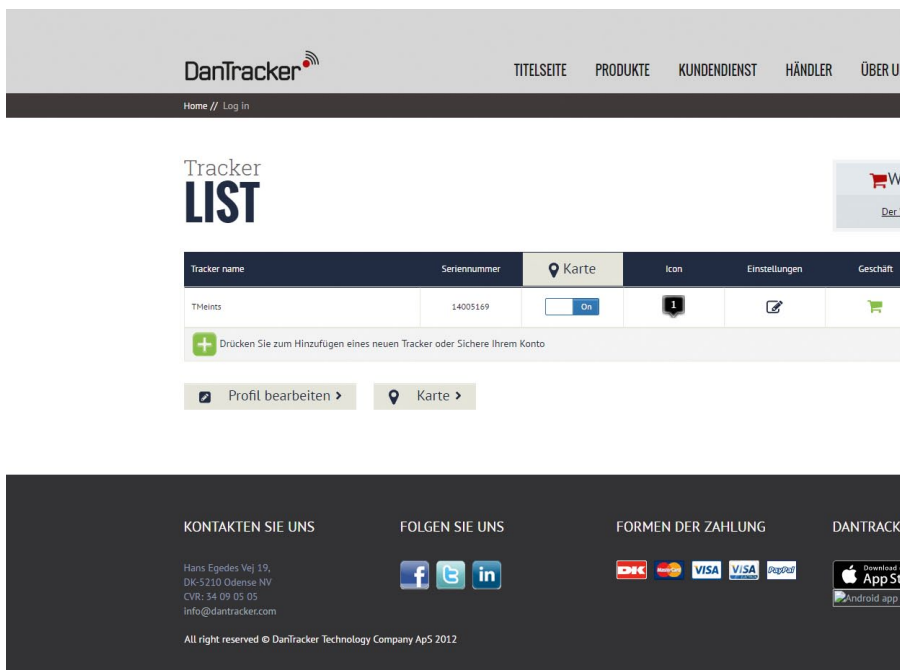 DanTracker
TITELSEITE PRODUKTE KUNDENDIENST HÄNDLER ÜBER U
Home // Log in
Tracker
LIST
W
Der
Tracker name Seriennummer Karte Icon Einstellungen Geschäft
TMeints 14005169 On 1
Drücken Sie zum Hinzufügen eines neuen Tracker oder Sichere Ihrem Konto
Profil bearbeiten > Karte >
KONTAKTEN SIE UNS FOLGEN SIE UNS FORMEN DER ZAHLUNG DANTRACK
Hans Egedes Vej 19,
DK-5210 Odense NV
CVR: 34 09 05 05
info@dantracker.com
f in DK MasterCard VISA VISA PayPal
Download
App St
Android app
All right reserved © DanTracker Technology Company ApS 2012